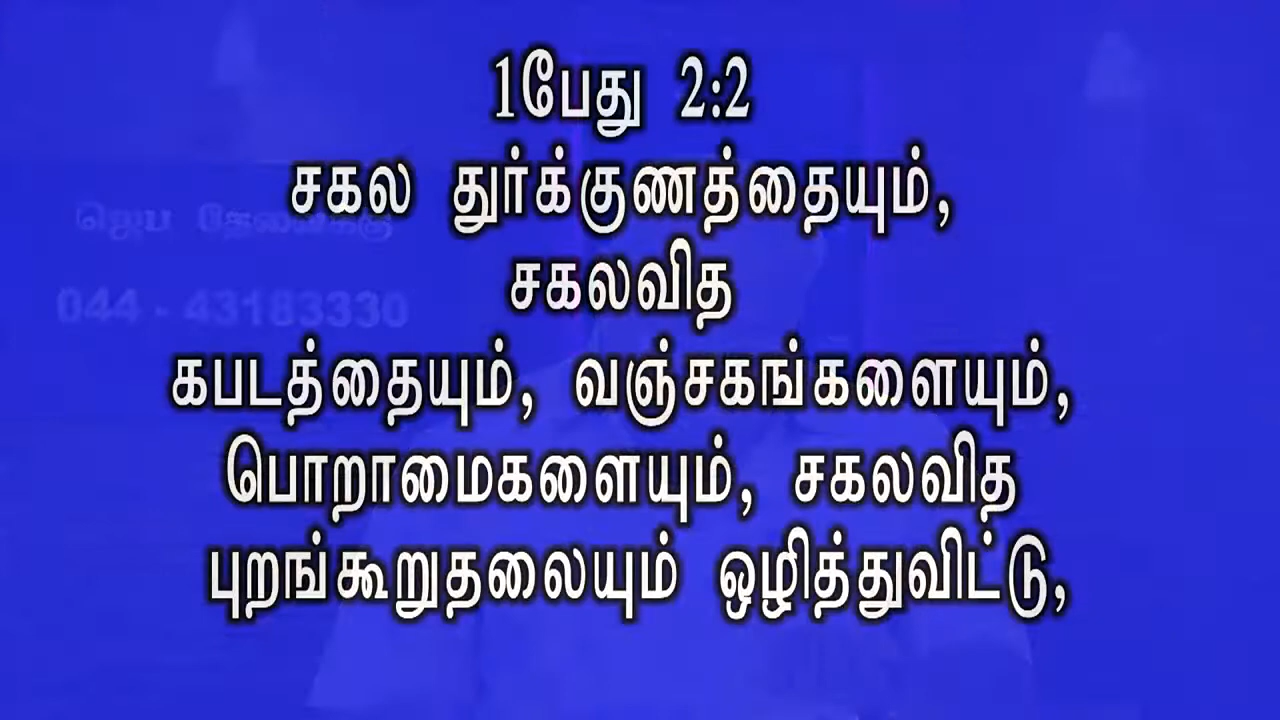 1பேது 2:2
சகல துர்க்குணத்தையும்,
சகலவித
ஜெப தேவைக்கு
044 - 43183330
கபடத்தையும், வஞ்சகங்களையும்,
பொறாமைகளையும், சகலவித
புறங்கூறுதலையும் ஒழித்துவிட்டு,